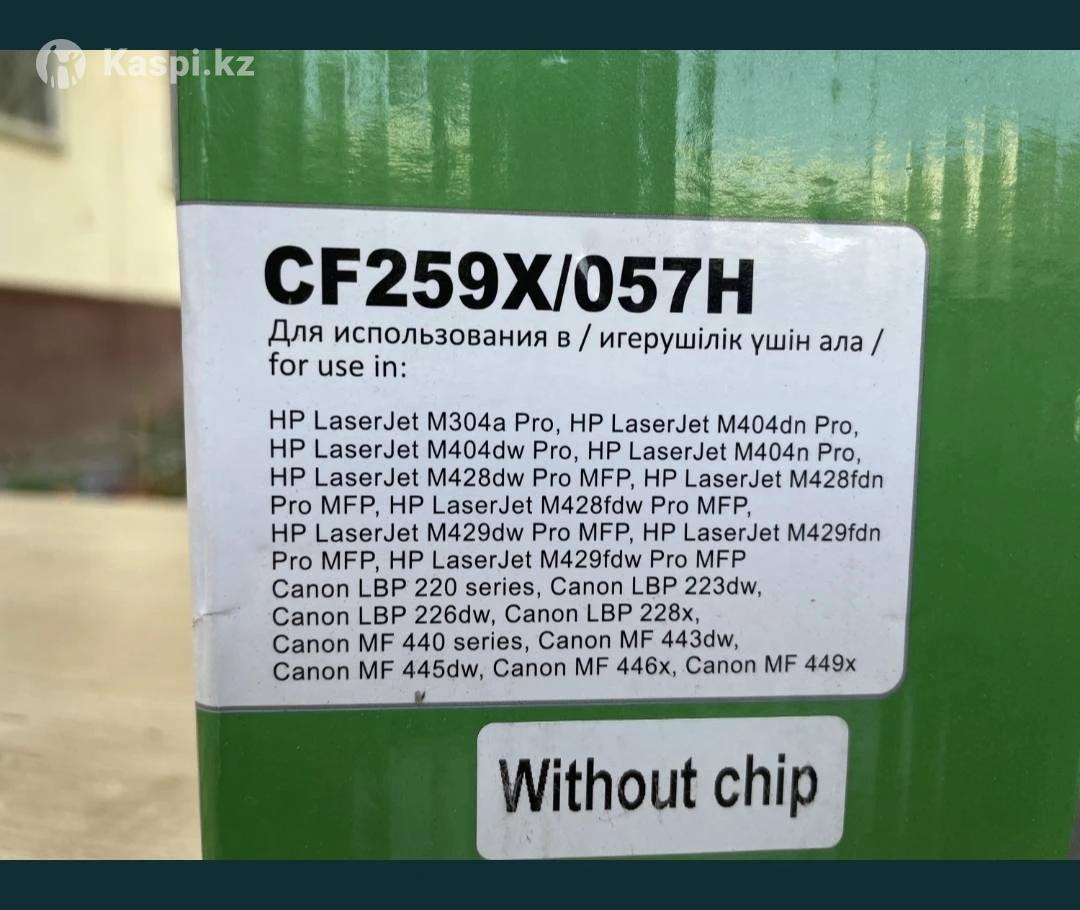 Kaspi.kz
CF259X/057H
Для использования в / игерушілік үшін ала /
for use in:
HP LaserJet M304a Pro, HP LaserJet M404dn Pro,
HP LaserJet M404dw Pro, HP LaserJet M404n Pro,
HP LaserJet M428dw Pro MFP, HP LaserJet M428fdn
Pro MFP, HP LaserJet M428fdw Pro MFP,
HP LaserJet M429dw Pro MFP, HP LaserJet M429fdn
Pro MFP, HP LaserJet M429fdw Pro MFP
Canon LBP 220 series, Canon LBP 223dw,
Canon LBP 226dw, Canon LBP 228x,
Canon MF 440 series, Canon MF 443dw,
Canon MF 445dw, Canon MF 446x, Canon MF 449x
Without chip